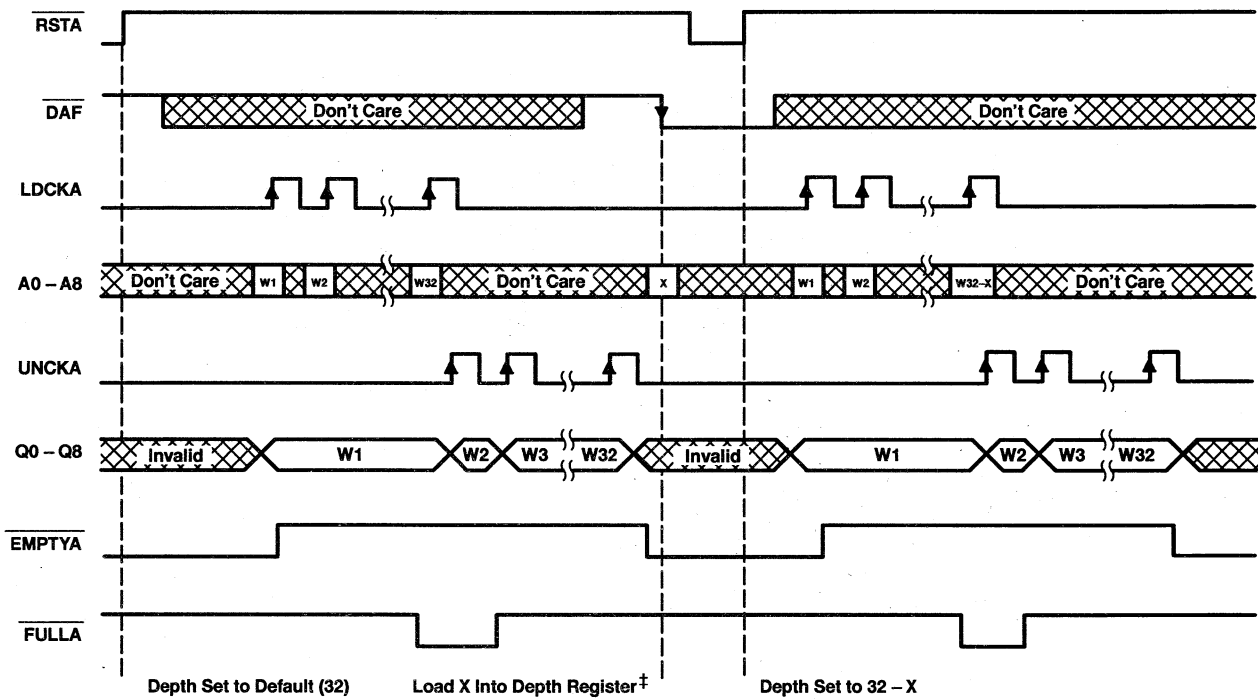 RSTA
DAF
Don't Care
Don't Care
LDCKA
A0 – A8
Don't Care
W1
W2
W32
Don't Care
X
W1
W2
W32–X
Don't Care
UNCKA
Q0 – Q8
Invalid
W1
W2
W3
W32
Invalid
W1
W2
W3
W32
EMPTYA
FULLA
Depth Set to Default (32)
Load X Into Depth Register‡
Depth Set to 32 – X